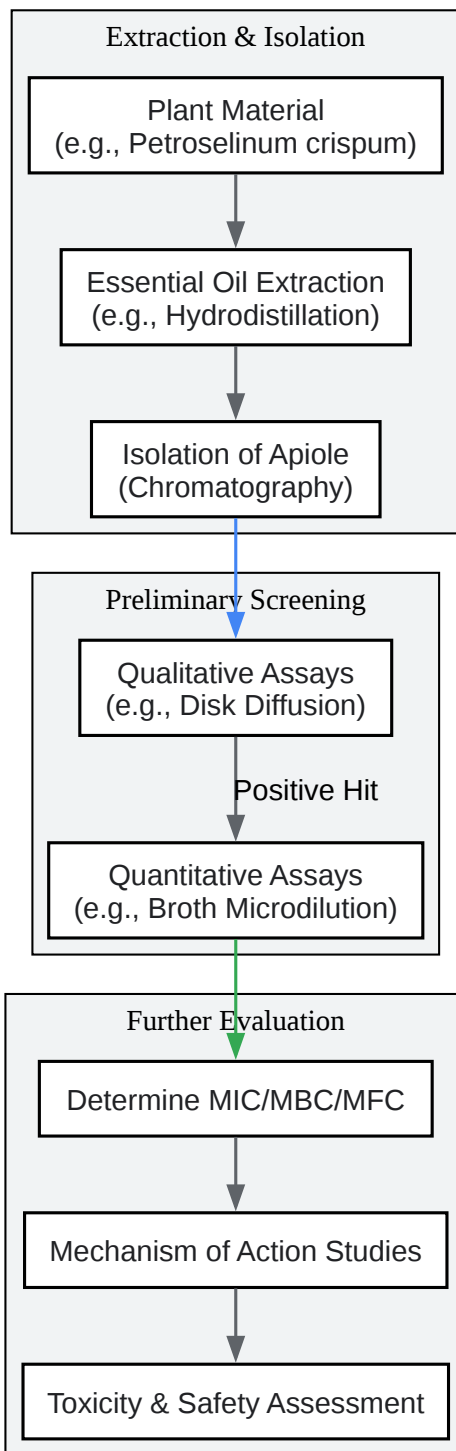 Extraction & Isolation
Plant Material
(e.g., Petroselinum crispum)
Essential Oil Extraction
(e.g., Hydrodistillation)
Isolation of Apiole
(Chromatography)
Preliminary Screening
Qualitative Assays
(e.g., Disk Diffusion)
Positive Hit
Quantitative Assays
(e.g., Broth Microdilution)
Further Evaluation
Determine MIC/MBC/MFC
Mechanism of Action Studies
Toxicity & Safety Assessment